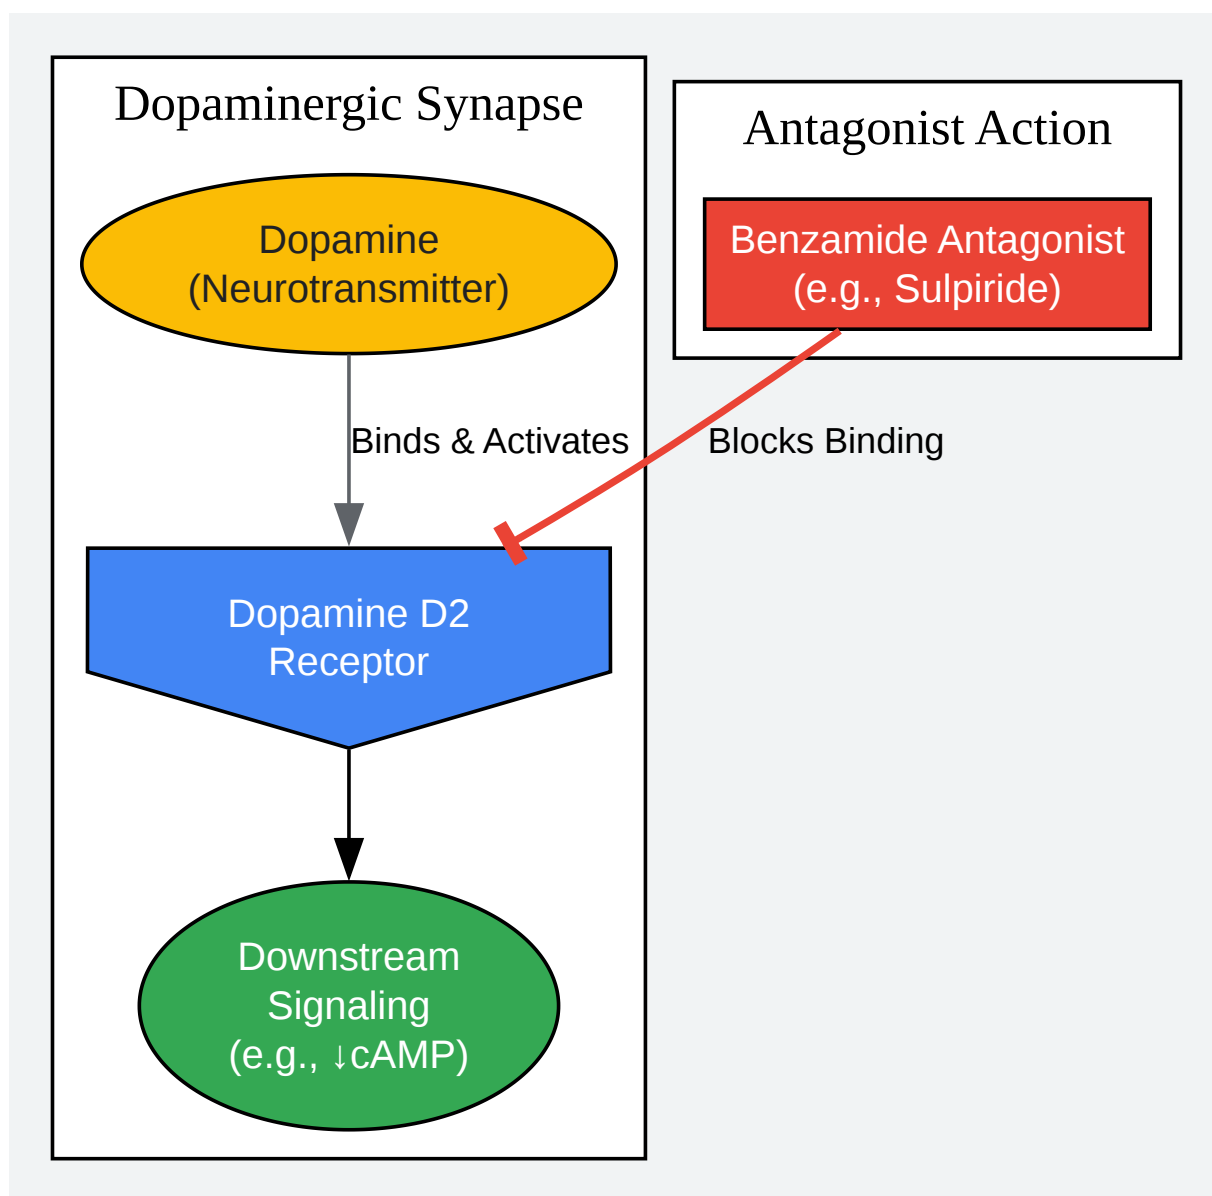 Dopaminergic Synapse
Dopamine
(Neurotransmitter)
Binds & Activates
Dopamine D2
Receptor
Downstream
Signaling
(e.g., ↓cAMP)
Antagonist Action
Benzamide Antagonist
(e.g., Sulpiride)
Blocks Binding